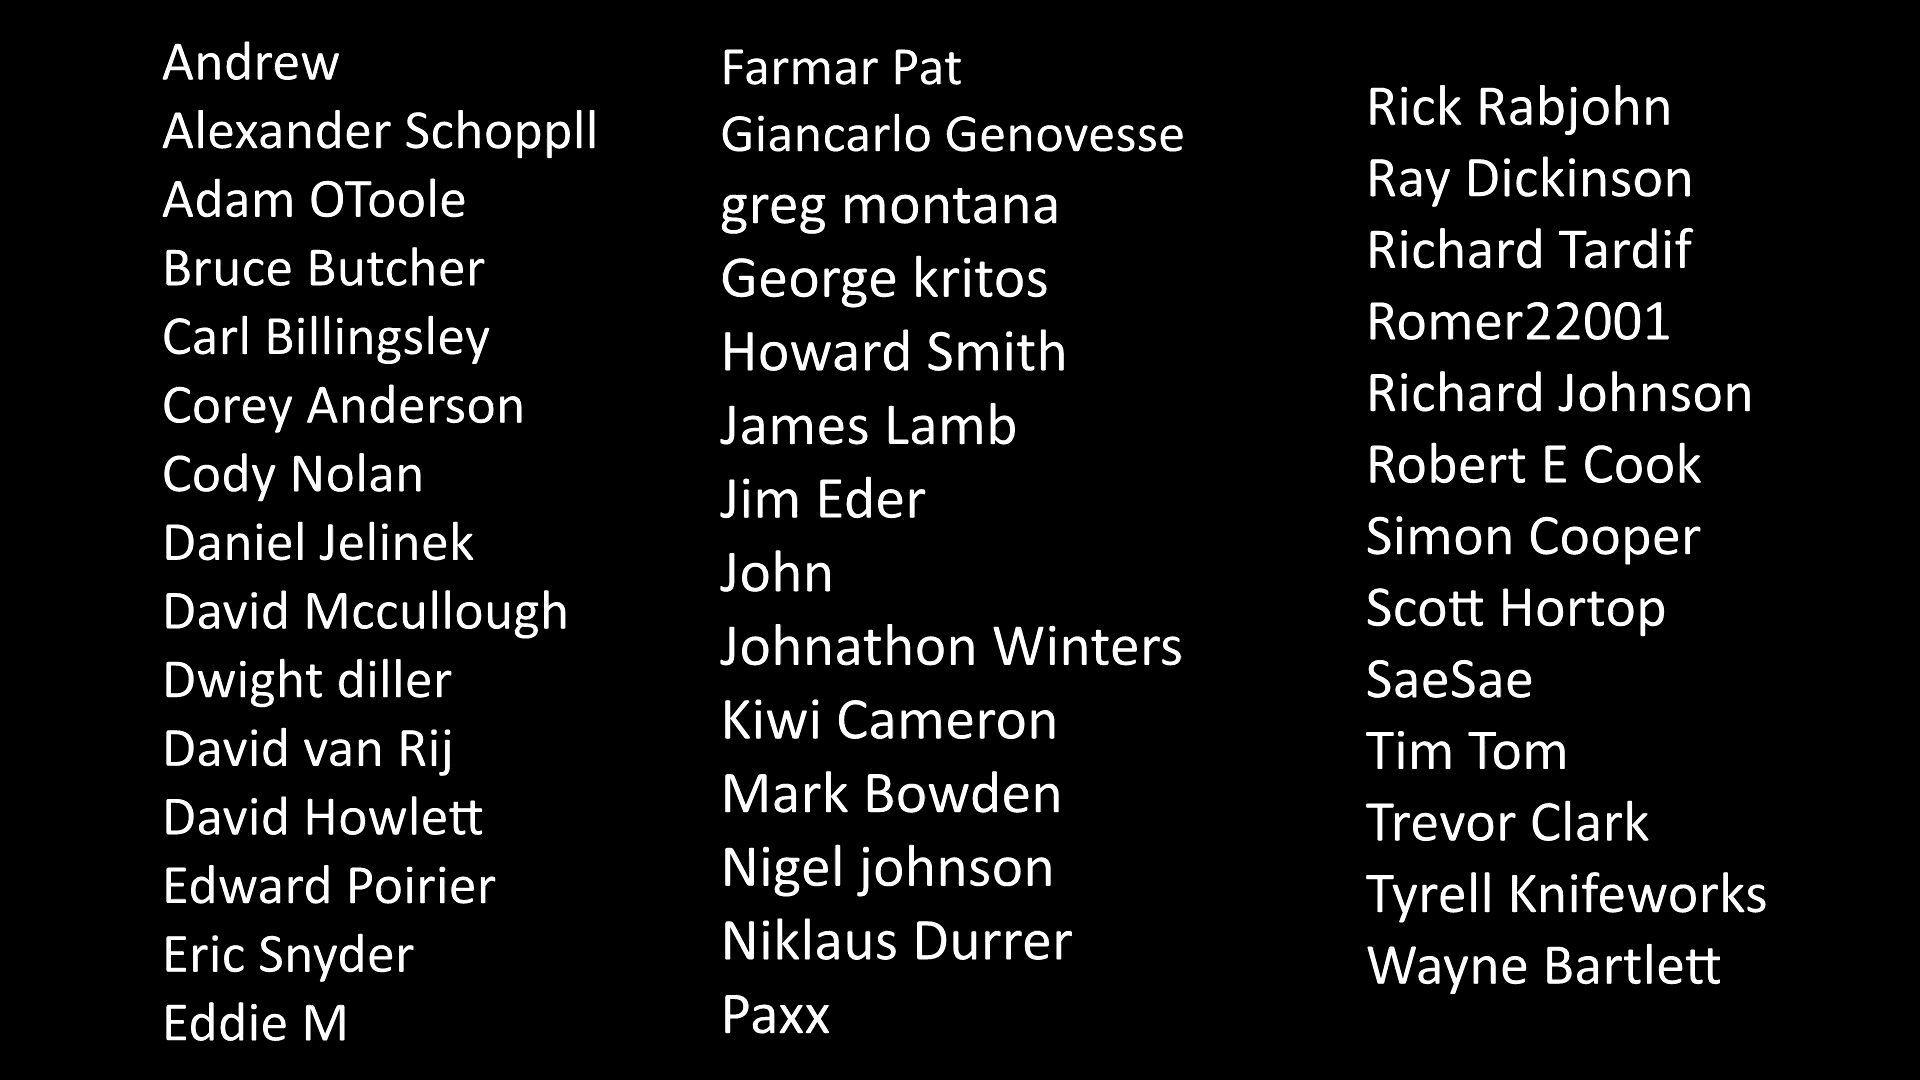 Andrew
Alexander Schoppll
Adam OToole
Bruce Butcher
Carl Billingsley
Corey Anderson
Cody Nolan
Daniel Jelinek
David Mccullough
Dwight diller
David van Rij
David Howlett
Edward Poirier
Eric Snyder
Eddie M
Farmar Pat
Giancarlo Genovesse
greg montana
George kritos
Howard Smith
James Lamb
Jim Eder
John
Johnathon Winters
Kiwi Cameron
Mark Bowden
Nigel johnson
Niklaus Durrer
Paxx
Rick Rabjohn
Ray Dickinson
Richard Tardif
Romer22001
Richard Johnson
Robert E Cook
Simon Cooper
Scott Hortop
SaeSae
Tim Tom
Trevor Clark
Tyrell Knifeworks
Wayne Bartlett